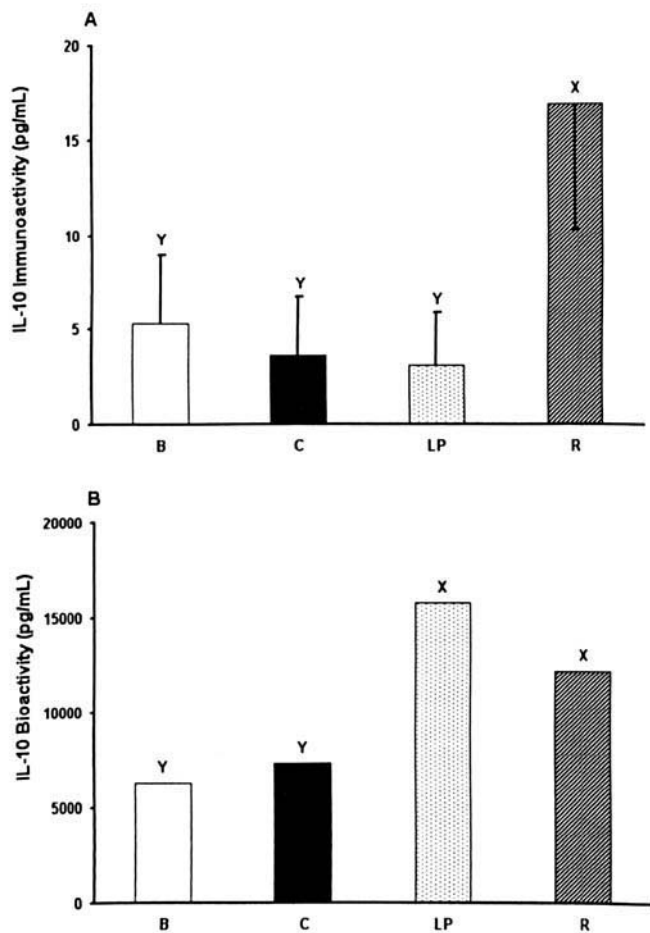 A
IL-10 Immunoactivity (pg/mL)
20
15
10
5
0
Y
Y
Y
X
B
C
LP
R
B
IL-10 Bioactivity (pg/mL)
20000
15000
10000
5000
0
Y
Y
X
X
B
C
LP
R